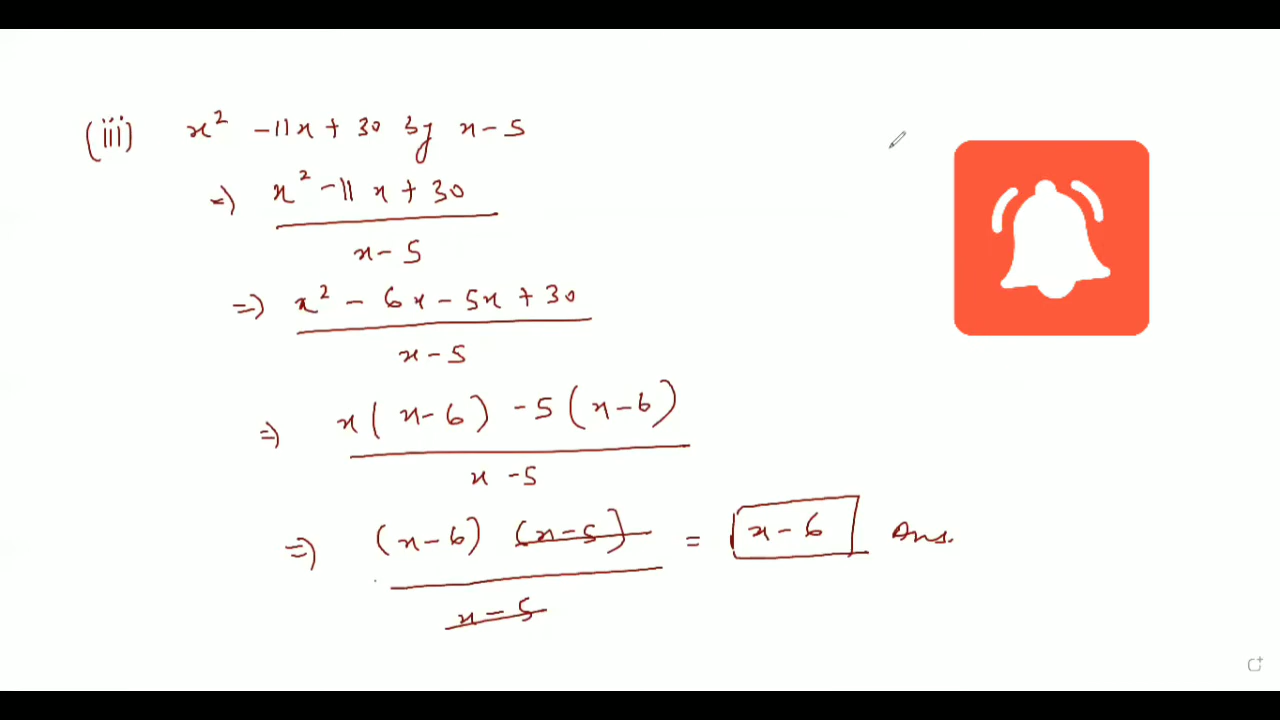 (iii) x² -11x + 30 by x-5
=) x² -11x + 30
x-5
=) x² - 6x - 5x + 30
x-5
=) x(x-6) -5(x-6)
x-5
=) (x-6) (x-5) = x-6 Ans.
x-5